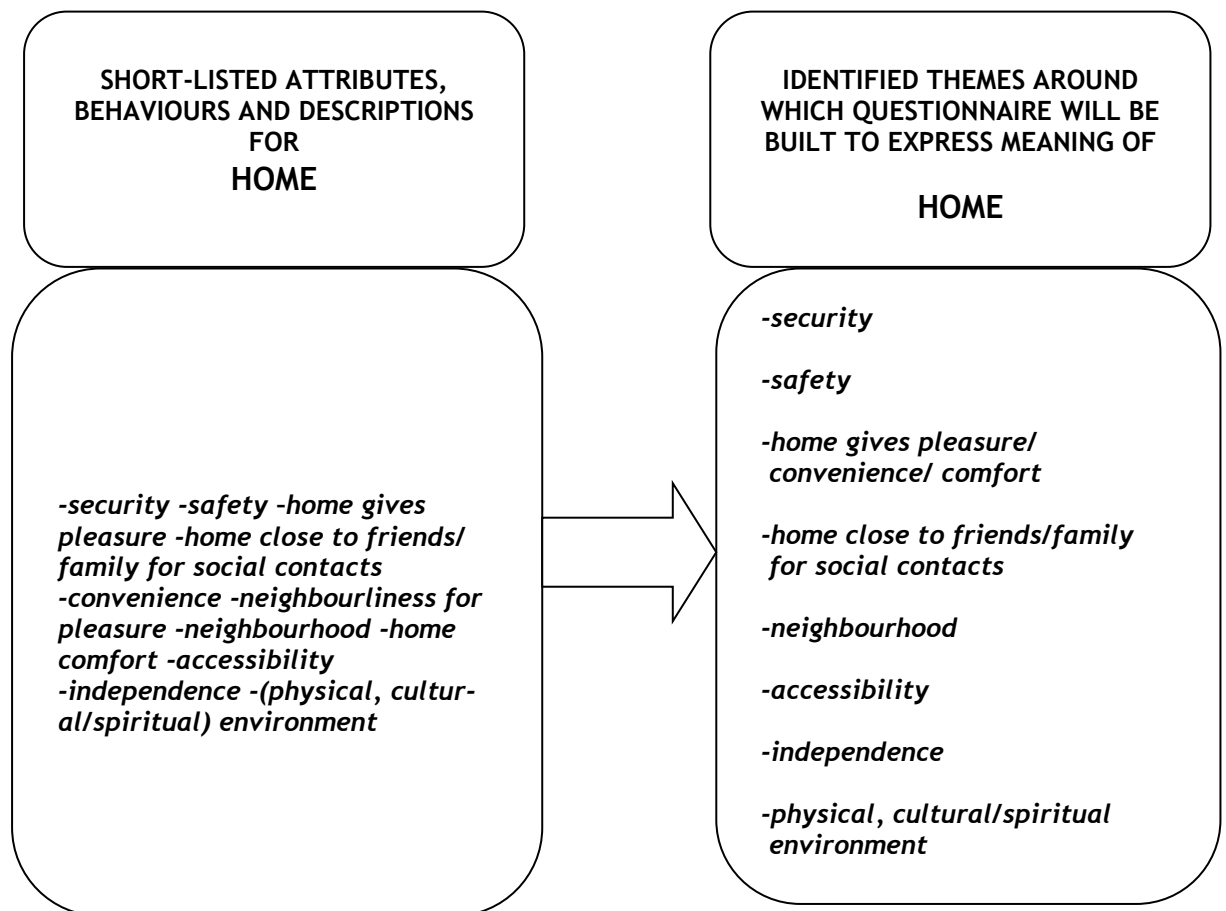 SHORT-LISTED ATTRIBUTES,
BEHAVIOURS AND DESCRIPTIONS
FOR
HOME
-security -safety –home gives
pleasure -home close to friends/
family for social contacts
-convenience -neighbourliness for
pleasure -neighbourhood -home
comfort -accessibility
-independence -(physical, cultur-
al/spiritual) environment
IDENTIFIED THEMES AROUND
WHICH QUESTIONNAIRE WILL BE
BUILT TO EXPRESS MEANING OF
HOME
-security
-safety
-home gives pleasure/
convenience/ comfort
-home close to friends/family
for social contacts
-neighbourhood
-accessibility
-independence
-physical, cultural/spiritual
environment